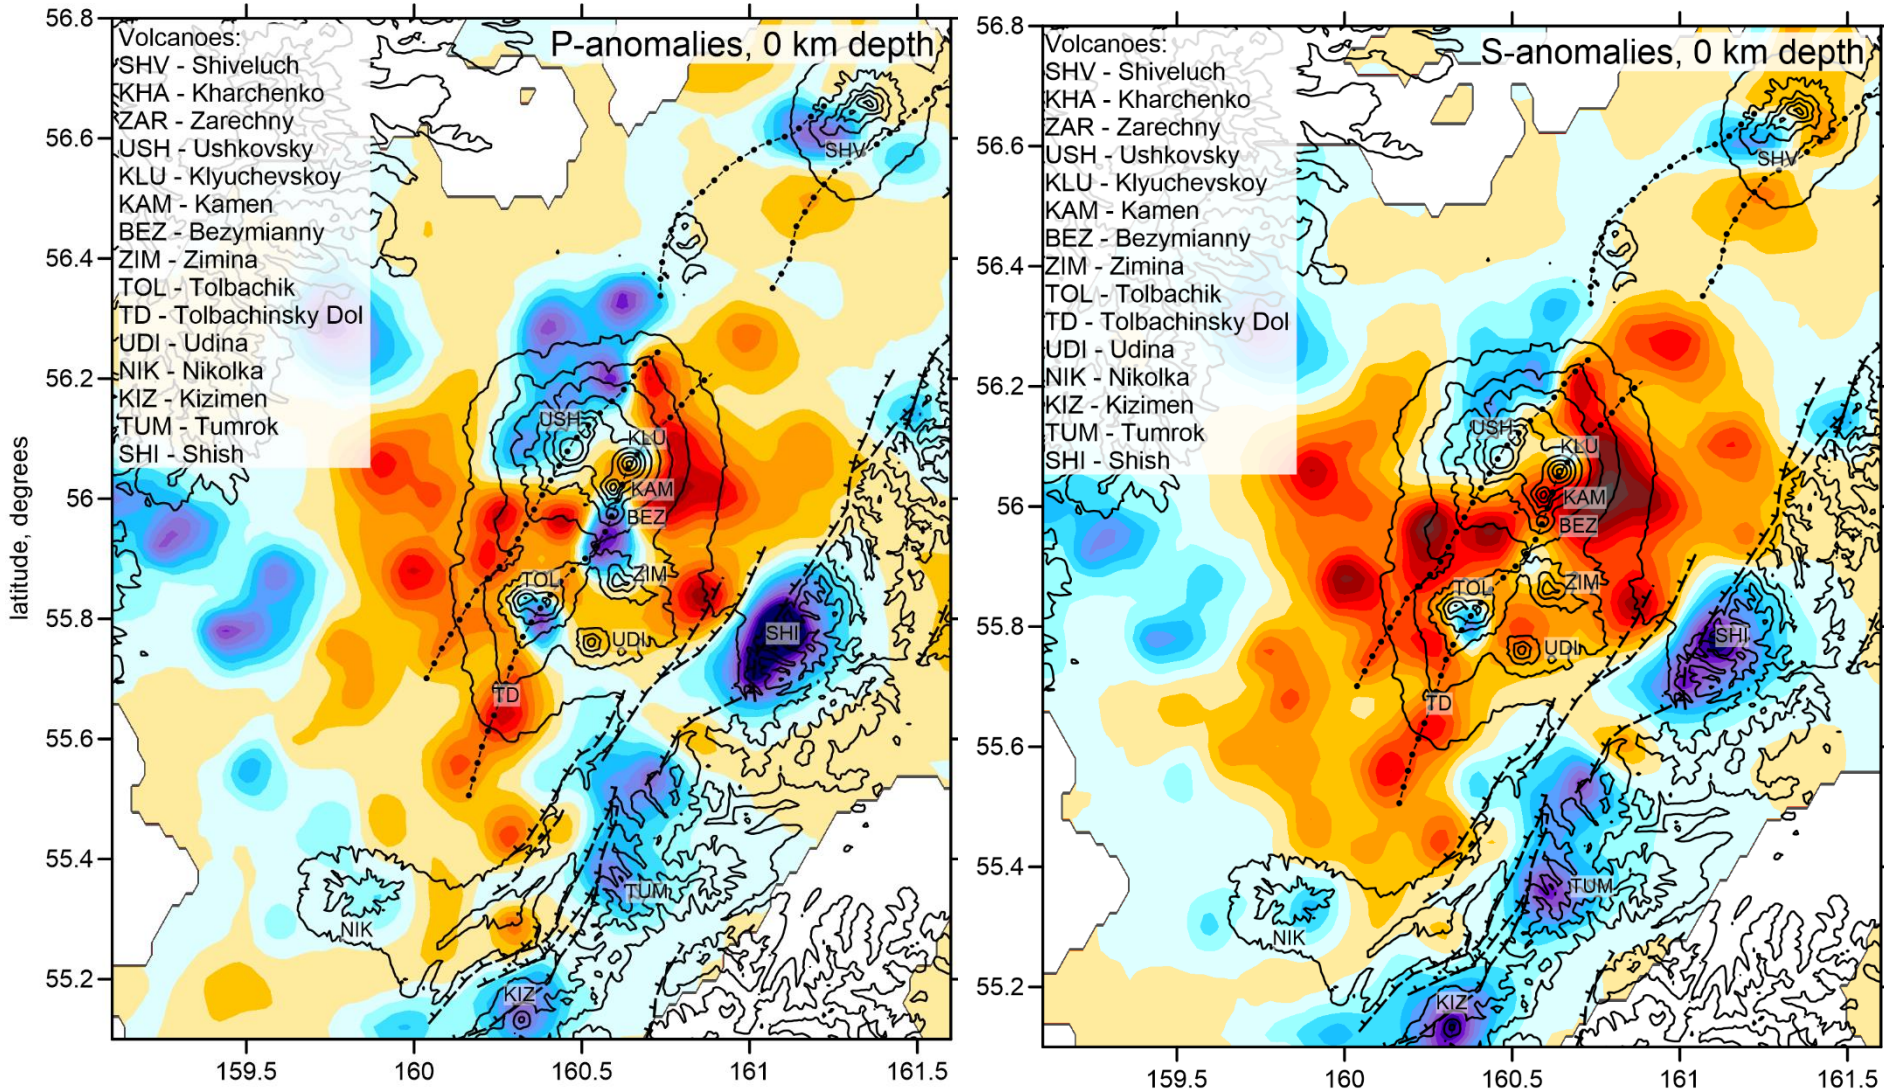 P-anomalies, 0 km depth
Volcanoes:
SHV - Shiveluch
KHA - Kharchenko
ZAR - Zarechny
USH - Ushkovsky
KLU - Klyuchevskoy
KAM - Kamen
BEZ - Bezymianny
ZIM - Zimina
TOL - Tolbachik
TD - Tolbachinsky Dol
UDI - Udina
NIK - Nikolka
KIZ - Kizimen
TUM - Tumrok
SHI - Shish
latitude, degrees
56.8
56.6
56.4
56.2
56
55.8
55.6
55.4
55.2
159.5
160
160.5
161
161.5
SHV
USH
KLU
KAM
BEZ
ZIM
TOL
UDI
SHI
TD
TUM
NIK
KIZ
S-anomalies, 0 km depth
Volcanoes:
SHV - Shiveluch
KHA - Kharchenko
ZAR - Zarechny
USH - Ushkovsky
KLU - Klyuchevskoy
KAM - Kamen
BEZ - Bezymianny
ZIM - Zimina
TOL - Tolbachik
TD - Tolbachinsky Dol
UDI - Udina
NIK - Nikolka
KIZ - Kizimen
TUM - Tumrok
SHI - Shish
56.8
56.6
56.4
56.2
56
55.8
55.6
55.4
55.2
159.5
160
160.5
161
161.5
SHV
USH
KLU
KAM
BEZ
ZIM
TOL
UDI
SHI
TD
TUM
NIK
KIZ